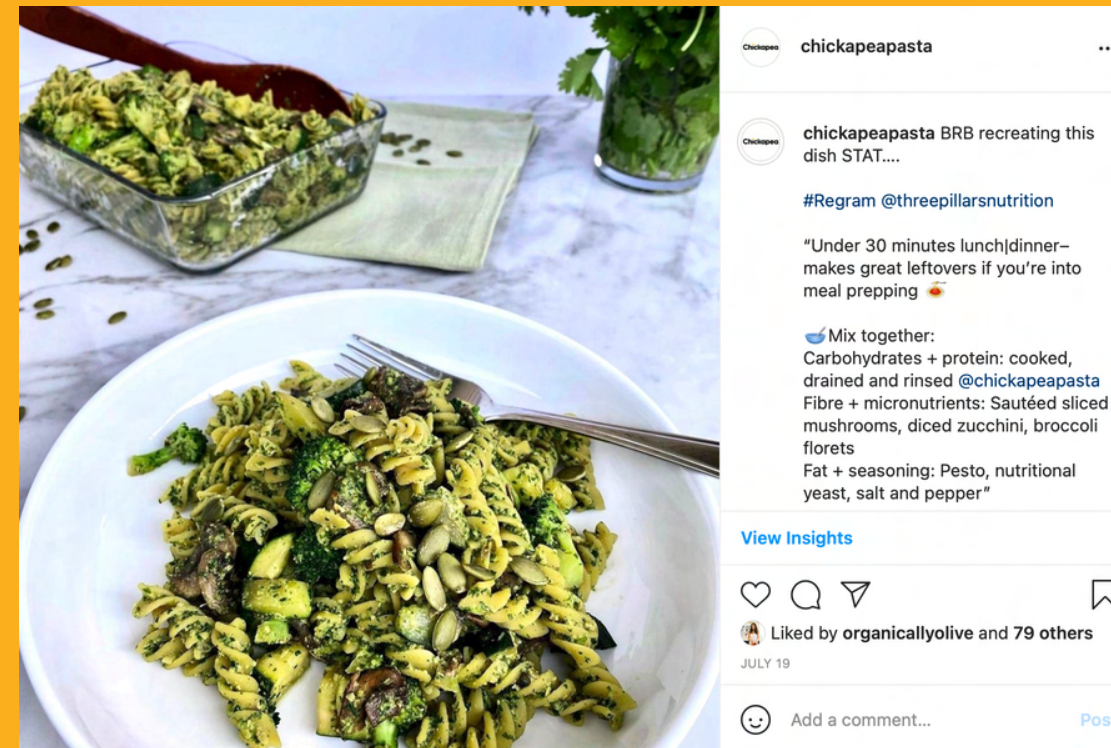 Chickapea
chickapeapasta
Chickapea
chickapeapasta BRB recreating this
dish STAT....
#Regram @threepillarsnutrition
“Under 30 minutes lunch|dinner–
makes great leftovers if you’re into
meal prepping 🍝
🥣Mix together:
Carbohydrates + protein: cooked,
drained and rinsed @chickapeapasta
Fibre + micronutrients: Sautéed sliced
mushrooms, diced zucchini, broccoli
florets
Fat + seasoning: Pesto, nutritional
yeast, salt and pepper”
View Insights
Liked by organicallyolive and 79 others
JULY 19
Add a comment...
Pos